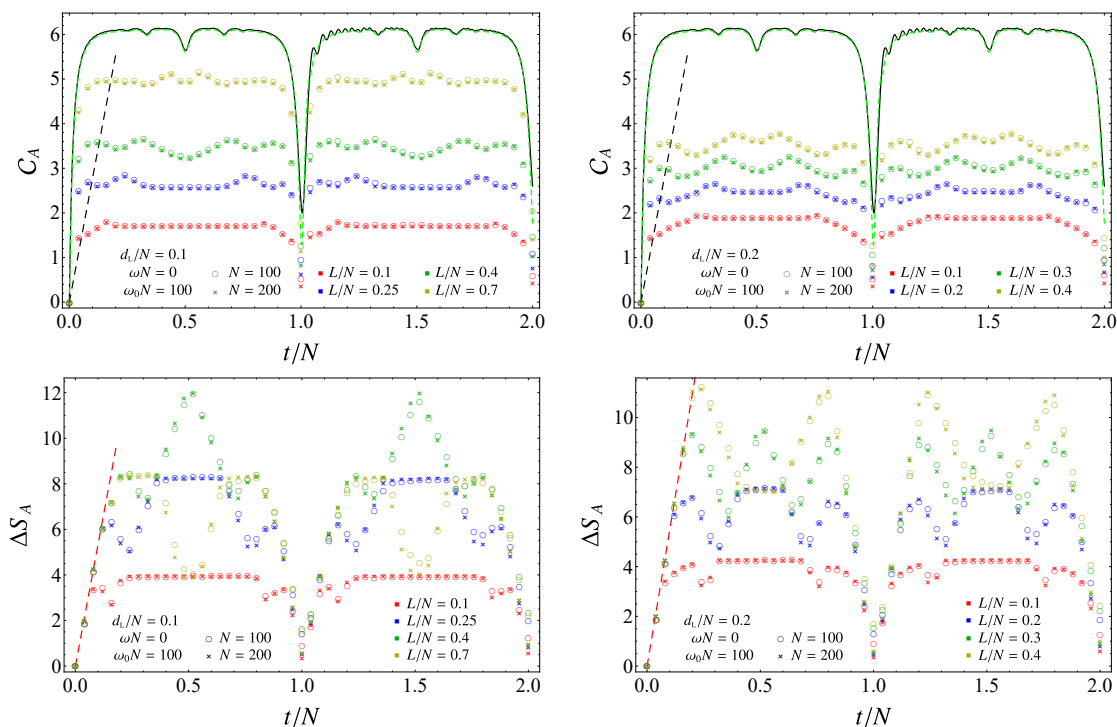 6
5
4
3
2
1
0
C_A
d_L/N = 0.1
ωN = 0 ○ N = 100 ■ L/N = 0.1 ■ L/N = 0.4
ω₀N = 100 × N = 200 ■ L/N = 0.25 ■ L/N = 0.7
0.0 0.5 1.0 1.5 2.0
t/N
6
5
4
3
2
1
0
C_A
d_L/N = 0.2
ωN = 0 ○ N = 100 ■ L/N = 0.1 ■ L/N = 0.3
ω₀N = 100 × N = 200 ■ L/N = 0.2 ■ L/N = 0.4
0.0 0.5 1.0 1.5 2.0
t/N
12
10
8
6
4
2
0
ΔS_A
d_L/N = 0.1
ωN = 0 ○ N = 100
ω₀N = 100 × N = 200
■ L/N = 0.1
■ L/N = 0.25
■ L/N = 0.4
■ L/N = 0.7
0.0 0.5 1.0 1.5 2.0
t/N
10
8
6
4
2
0
ΔS_A
d_L/N = 0.2
ωN = 0 ○ N = 100
ω₀N = 100 × N = 200
■ L/N = 0.1
■ L/N = 0.2
■ L/N = 0.3
■ L/N = 0.4
0.0 0.5 1.0 1.5 2.0
t/N